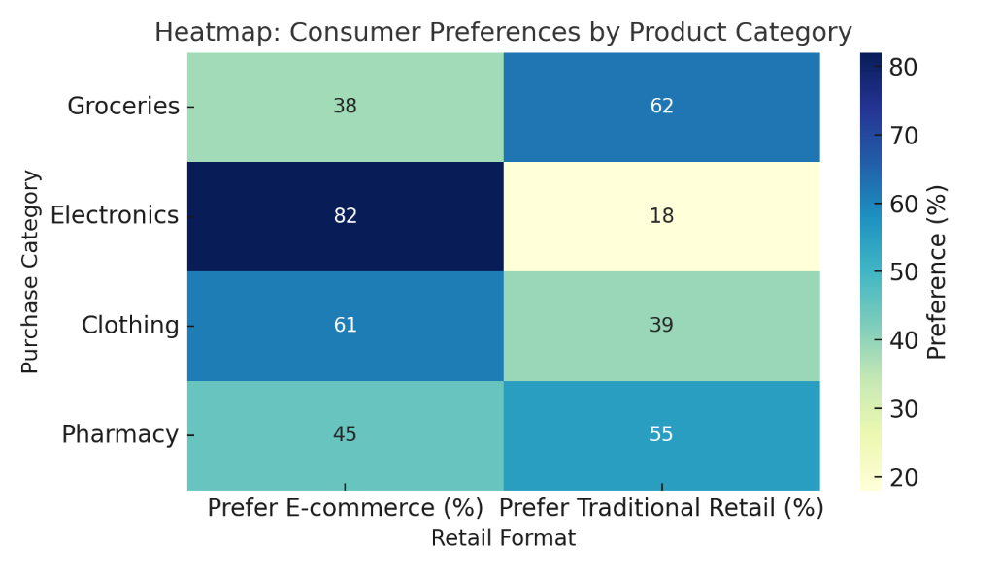 Heatmap: Consumer Preferences by Product Category
Purchase Category
Groceries 38 62
Electronics 82 18
Clothing 61 39
Pharmacy 45 55
Prefer E-commerce (%) Prefer Traditional Retail (%)
Retail Format
80
70
60
50
40
30
20
Preference (%)